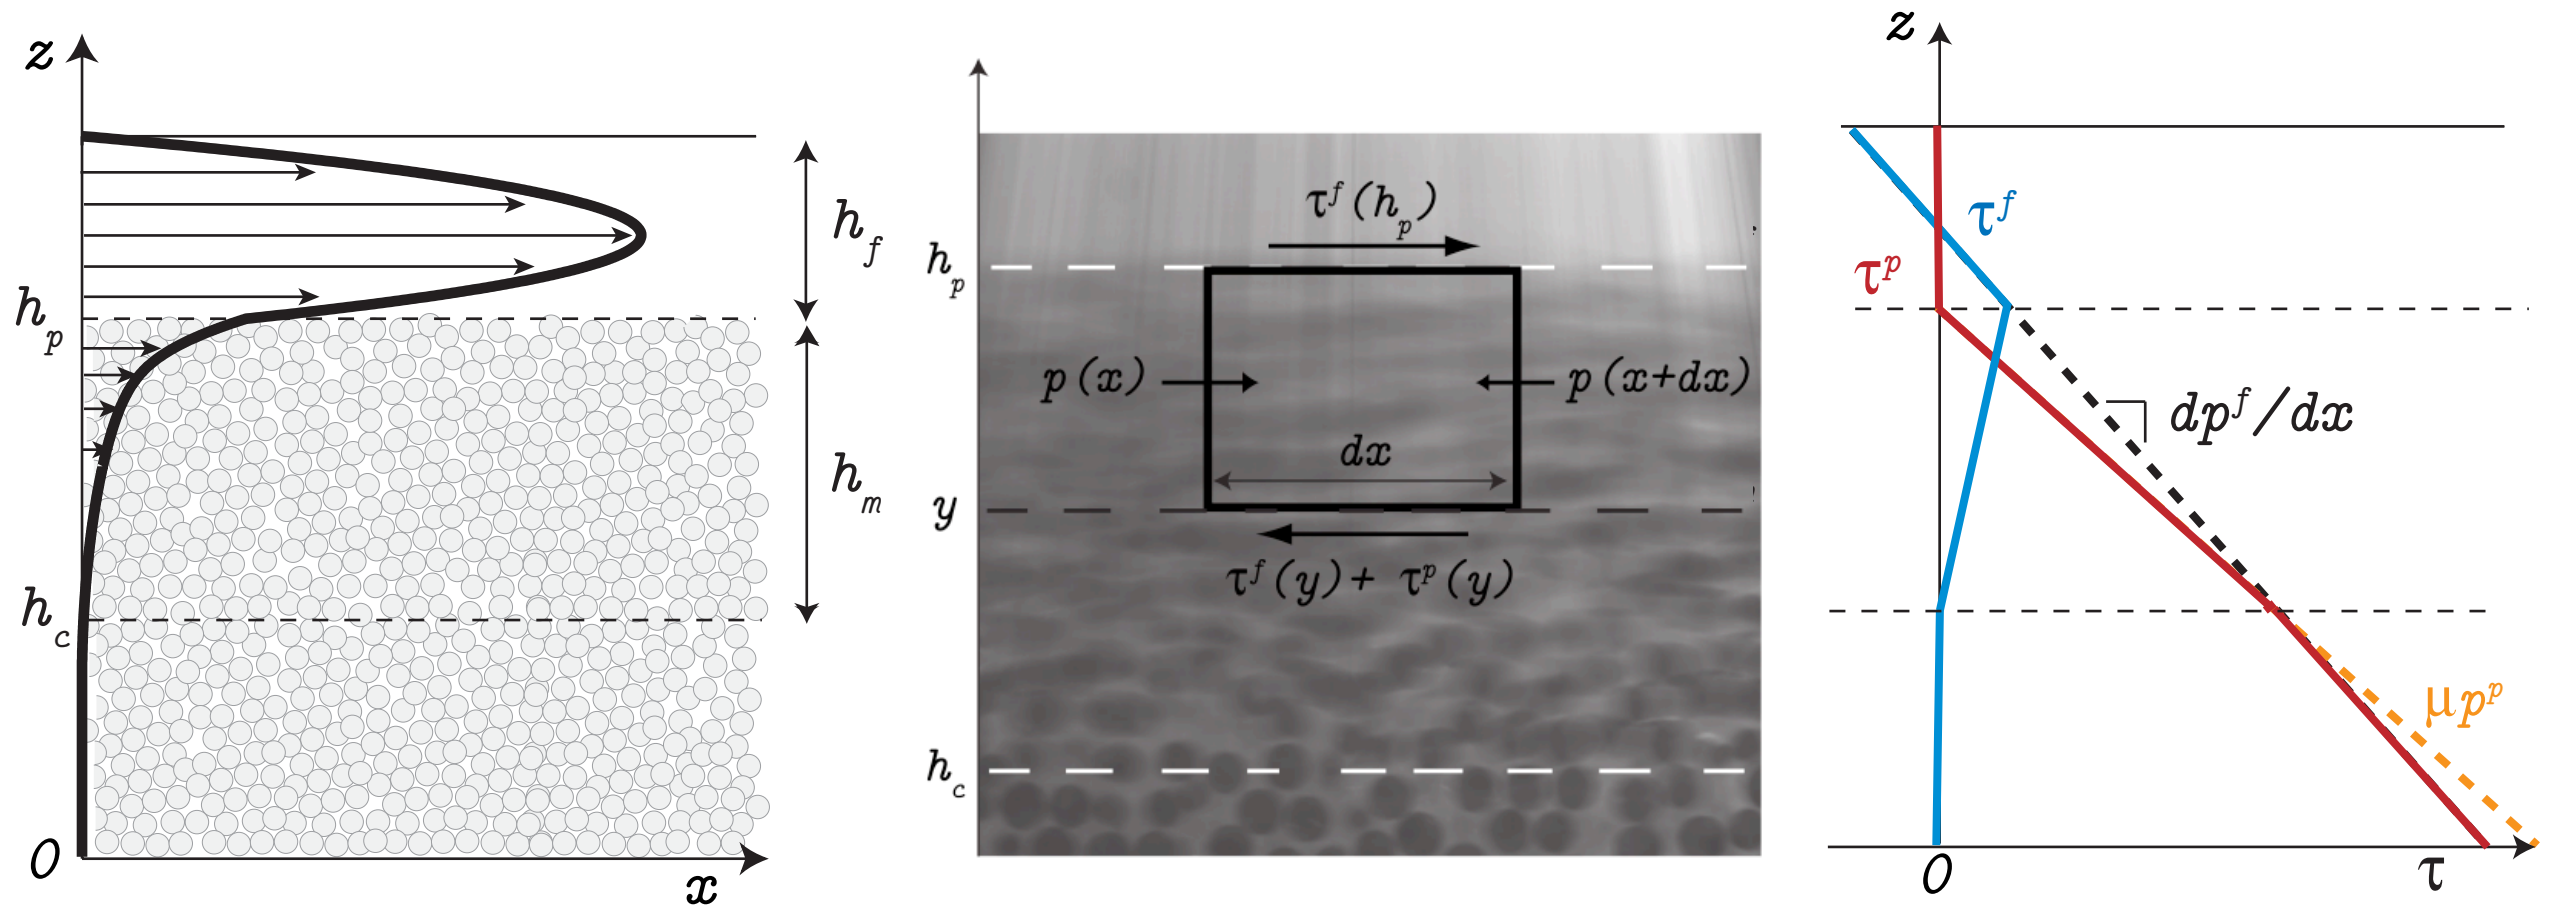 z
h_f
h_p
h_m
h_c
0
x
τ^f(h_p)
h_p
p(x)
p(x+dx)
dx
y
τ^f(y)+ τ^p(y)
h_c
z
τ^f
τ^p
dp^f/dx
μp^p
0
τ